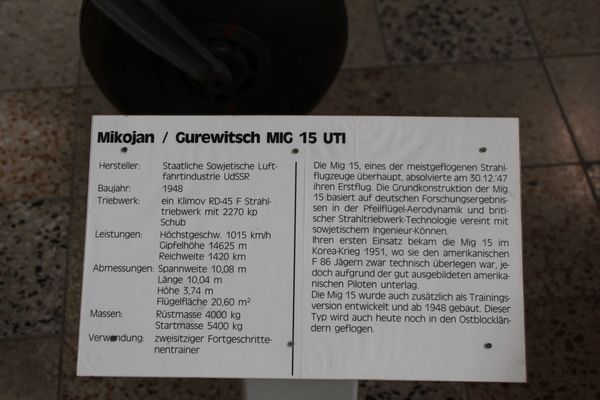 Mikojan / Gurewitsch MIG 15 UTI
Hersteller: Staatliche Sowjetische Luft-
fahrtindustrie UdSSR
Baujahr: 1948
Triebwerk: ein Klimov RD-45 F Strahl-
triebwerk mit 2270 kp
Schub
Leistungen: Höchstgeschw. 1015 km/h
Gipfelhöhe 14625 m
Reichweite 1420 km
Abmessungen: Spannweite 10,08 m
Länge 10,04 m
Höhe 3,74 m
Flügelfläche 20,60 m²
Massen: Rüstmasse 4000 kg
Startmasse 5400 kg
Verwendung: zweisitziger Fortgeschritte-
nentrainer
Die Mig 15, eines der meistgeflogenen Strahl-
flugzeuge überhaupt, absolvierte am 30.12.'47
ihren Erstflug. Die Grundkonstruktion der Mig
15 basiert auf deutschen Forschungsergebnis-
sen in der Pfeilflügel-Aerodynamik und briti-
scher Strahltriebwerk-Technologie vereint mit
sowjetischem Ingenieur-Können.
Ihren ersten Einsatz bekam die Mig 15 im
Korea-Krieg 1951, wo sie den amerikanischen
F 86 Jägern zwar technisch überlegen war, je-
doch aufgrund der gut ausgebildeten amerika-
nischen Piloten unterlag.
Die Mig 15 wurde auch zusätzlich als Trainings-
version entwickelt und ab 1948 gebaut. Dieser
Typ wird auch heute noch in den Ostblocklän-
dern geflogen.